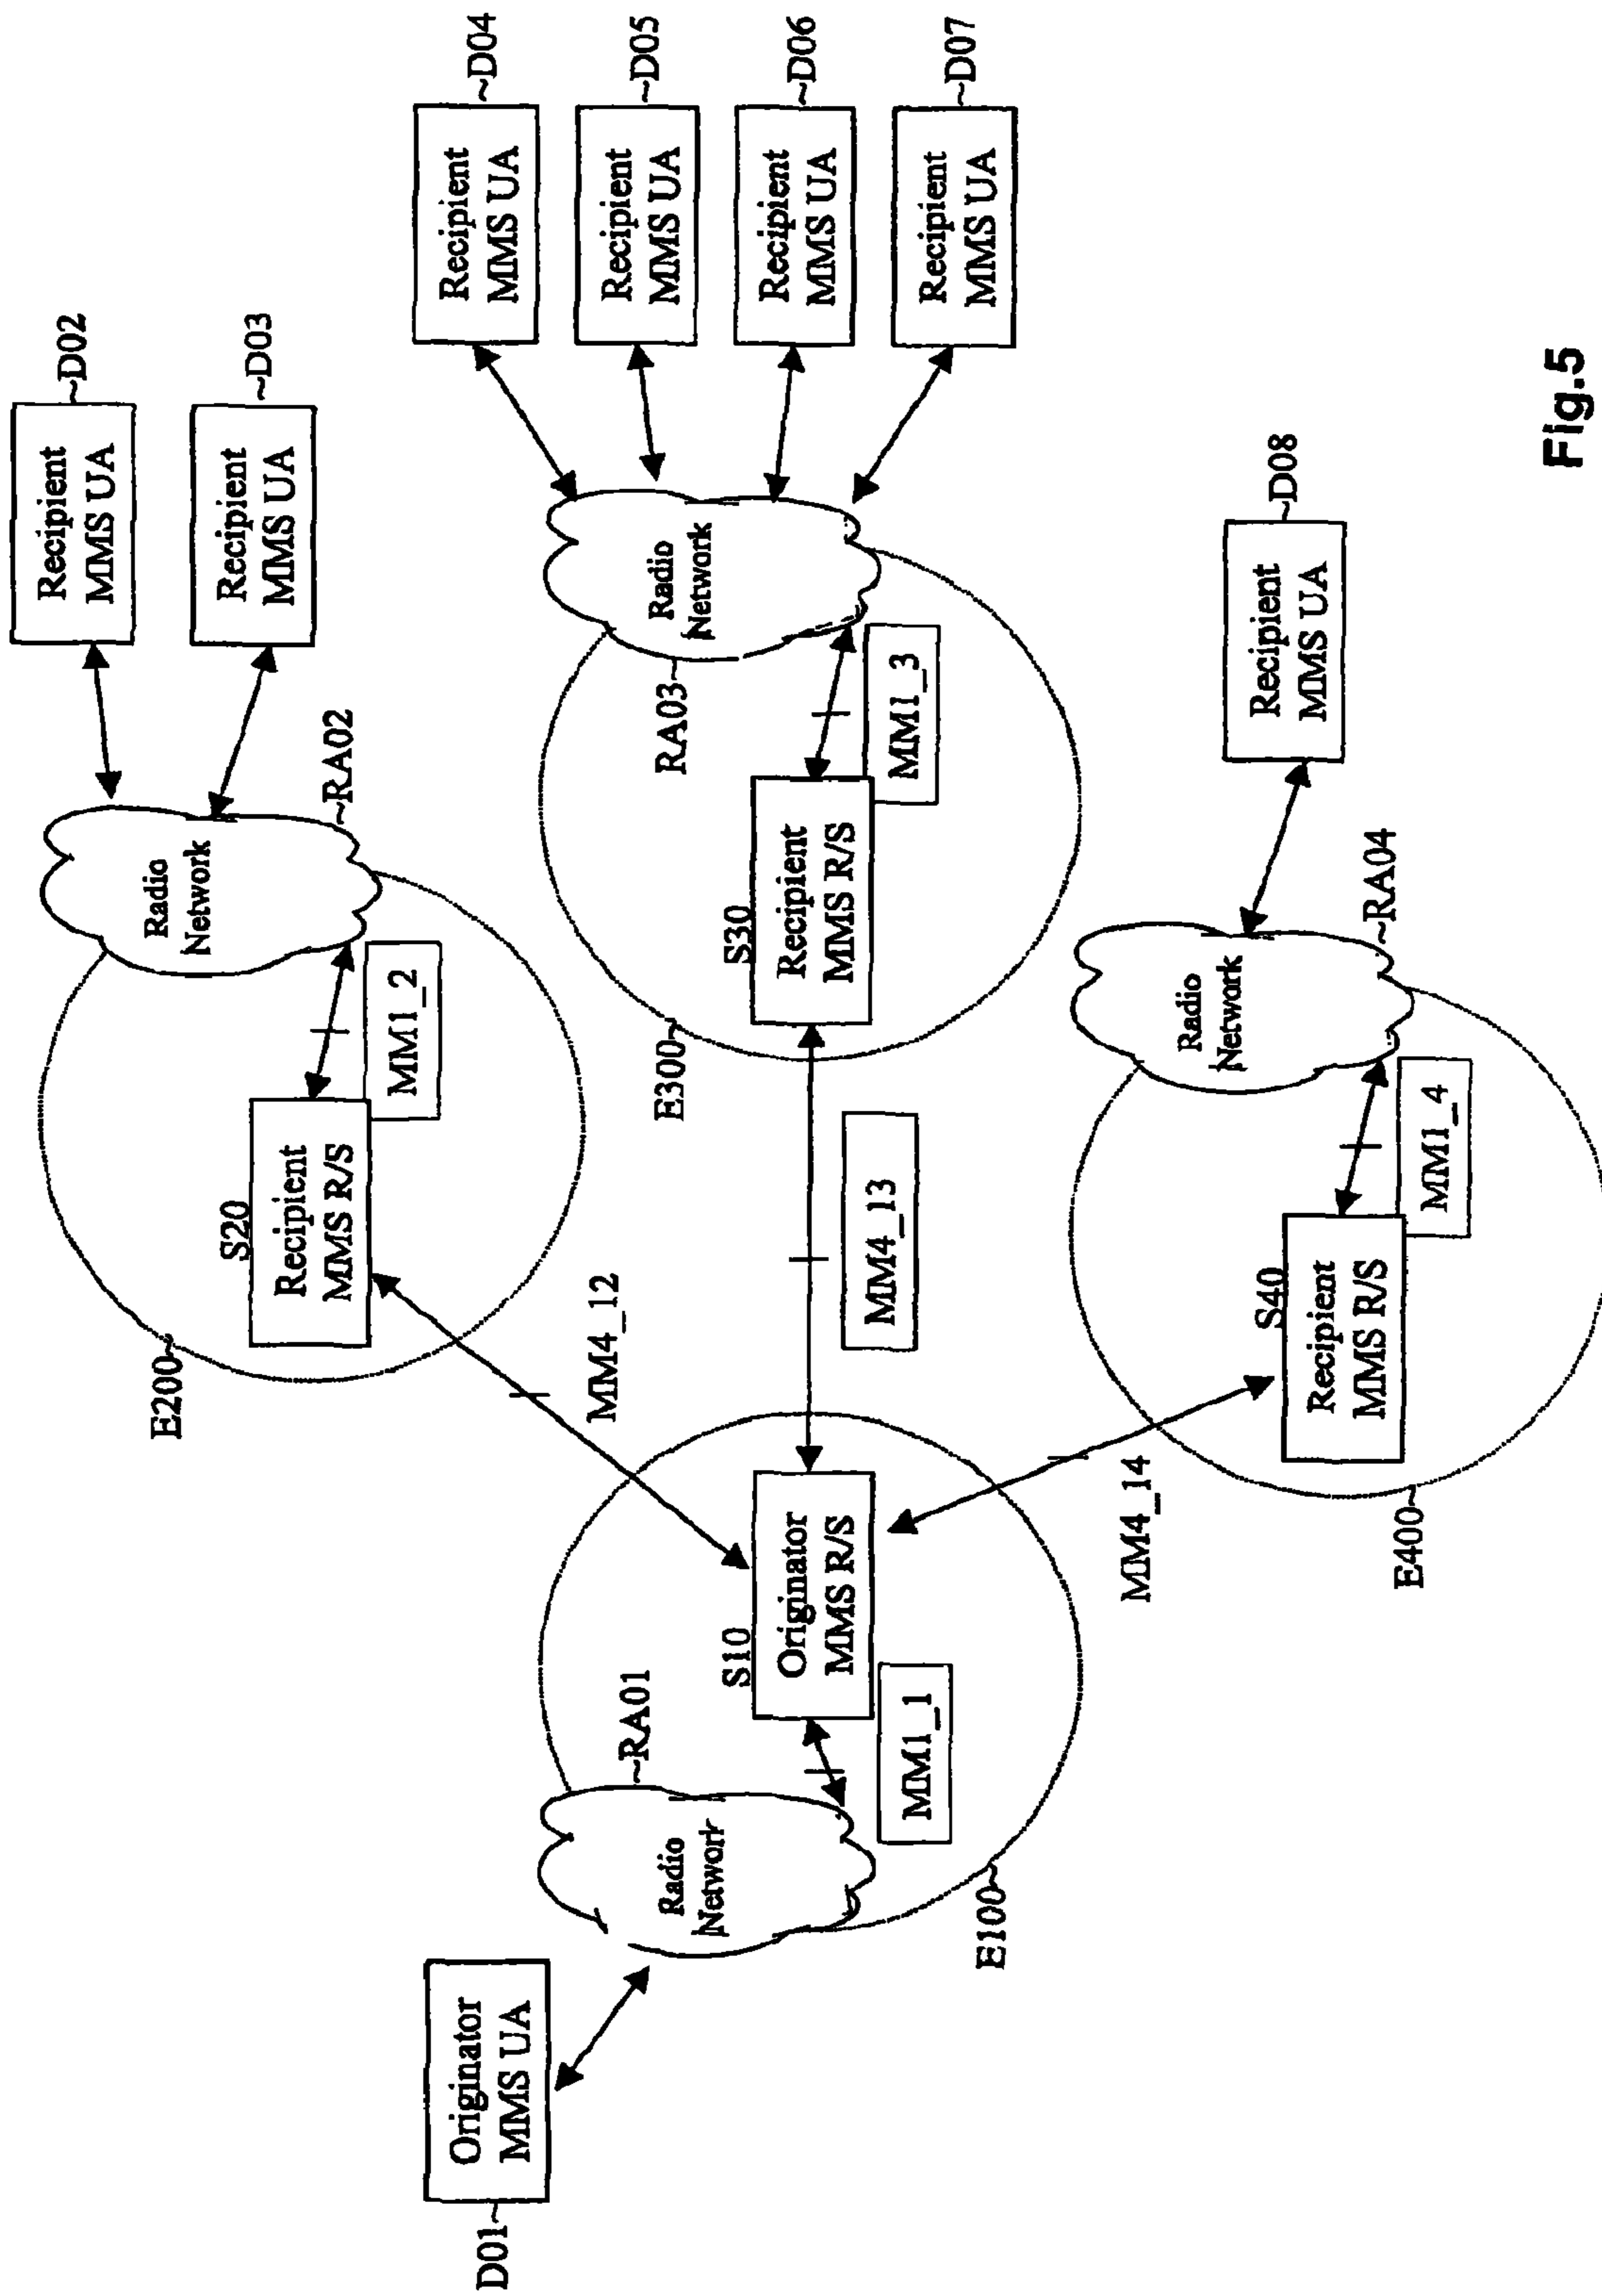 Recipient
MMS UA
~D02
Recipient
MMS UA
~D03
Radio
Network
~RA02
E200~
S20
Recipient
MMS R/S
MM1_2
MM4_12
Recipient
MMS UA
~D04
Recipient
MMS UA
~D05
Recipient
MMS UA
~D06
Recipient
MMS UA
~D07
Radio
Network
RA03~
E300~
S30
Recipient
MMS R/S
MM1_3
MM4_13
D01~
Originator
MMS UA
Radio
Network
~RA01
S10
Originator
MMS R/S
MM1_1
E100~
MM4_14
E400~
S40
Recipient
MMS R/S
MM1_4
Radio
Network
~RA04
Recipient
MMS UA
~D08
Fig.5